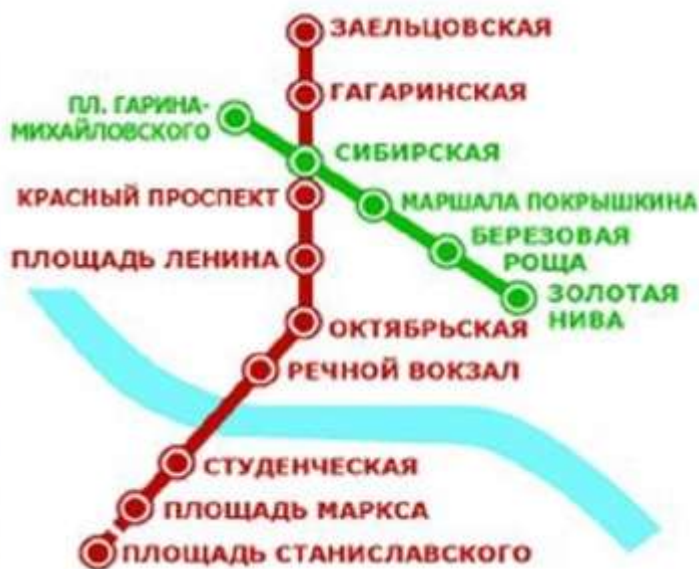 ЗАЕЛЬЦОВСКАЯ
ГАГАРИНСКАЯ
ПЛ. ГАРИНА-
МИХАЙЛОВСКОГО
СИБИРСКАЯ
КРАСНЫЙ ПРОСПЕКТ
МАРШАЛА ПОКРЫШКИНА
БЕРЕЗОВАЯ
РОЩА
ПЛОЩАДЬ ЛЕНИНА
ЗОЛОТАЯ
НИВА
ОКТЯБРЬСКАЯ
РЕЧНОЙ ВОКЗАЛ
СТУДЕНЧЕСКАЯ
ПЛОЩАДЬ МАРКСА
ПЛОЩАДЬ СТАНИСЛАВСКОГО